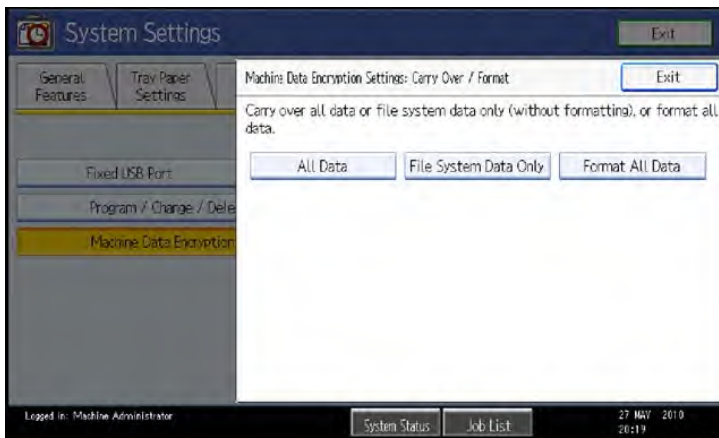 System Settings
Exit
General
Features
Tray Paper
Settings
Machine Data Encryption Settings: Carry Over / Format
Exit
Carry over all data or file system data only (without formatting), or format all
data.
All Data
File System Data Only
Format All Data
Fixed USB Port
Program / Change / Dele
Machine Data Encryption
Logged in: Machine Administrator
System Status
Job List
27 MAY 2010
20:19